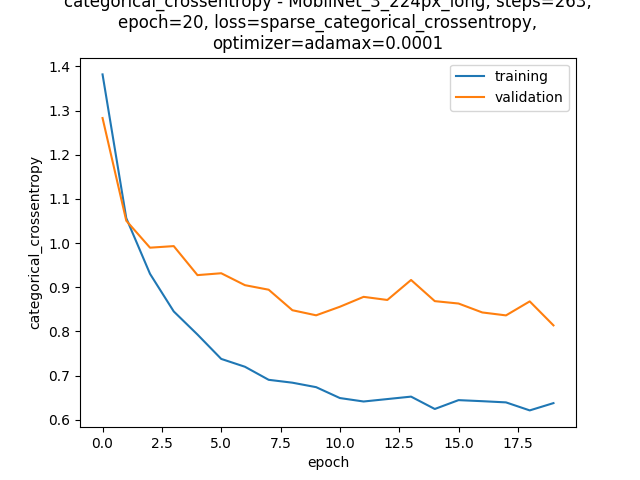 categorical_crossentropy - MobilNet_3_224px_long, steps=263,
epoch=20, loss=sparse_categorical_crossentropy,
optimizer=adamax=0.0001
training
validation
categorical_crossentropy
1.4
1.3
1.2
1.1
1.0
0.9
0.8
0.7
0.6
0.0 2.5 5.0 7.5 10.0 12.5 15.0 17.5
epoch